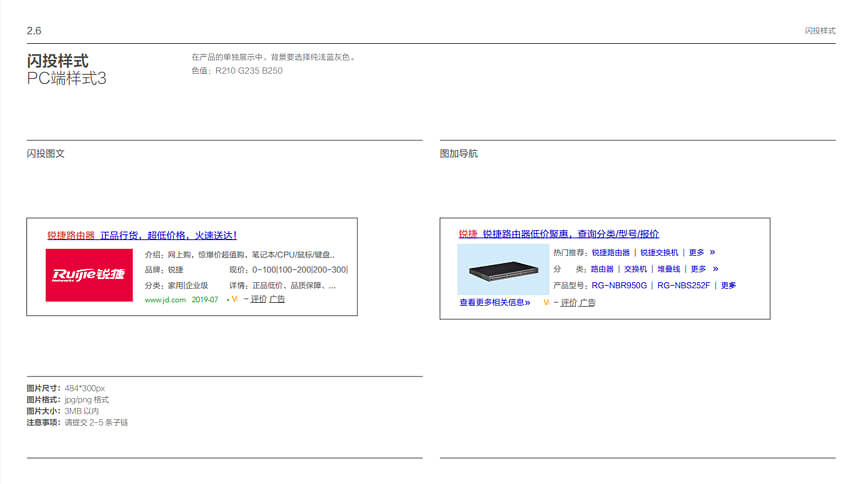 2.6
闪投样式
闪投样式
PC端样式3
在产品的单独展示中，背景要选择纯浅蓝灰色。
色值：R210 G235 B250
闪投图文
锐捷路由器 正品行货，超低价格，火速送达！
Ruijie锐捷
Networks
介绍：网上购，惊爆价超值购，笔记本/CPU/鼠标/键盘..
品牌：锐捷 现价：0-100|100-200|200-300|
分类：家用|企业级 详情：正品低价、品质保障、...
www.jd.com 2019-07 V - 评价 广告
图加导航
锐捷 锐捷路由器低价聚惠，查询分类/型号/报价
热门推荐：锐捷路由器 | 锐捷交换机 | 更多 »
分 类：路由器 | 交换机 | 堆叠线 | 更多 »
产品型号：RG-NBR950G | RG-NBS252F | 更多
查看更多相关信息» V - 评价 广告
图片尺寸：484*300px
图片格式：jpg/png 格式
图片大小：3MB 以内
注意事项：请提交 2-5 条子链